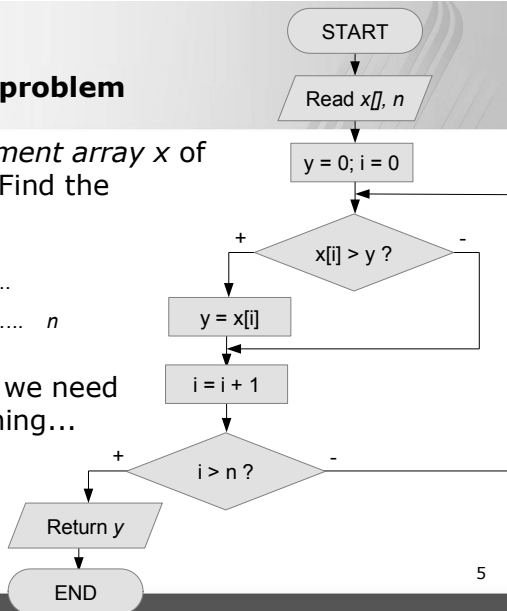 problem
ment array x of
Find the
..
.... n
we need
ning...
START
Read x[], n
y = 0; i = 0
x[i] > y ?
+
-
y = x[i]
i = i + 1
i > n ?
+
-
Return y
END
5